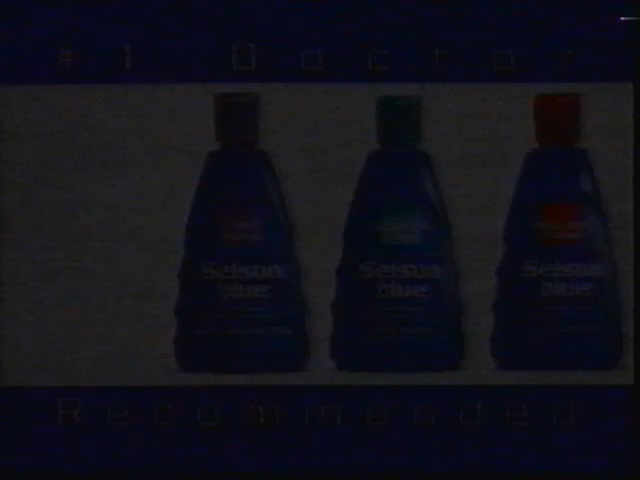 #1 Doctor
Selsun
blue
Selsun
blue
Selsun
blue
Recommended